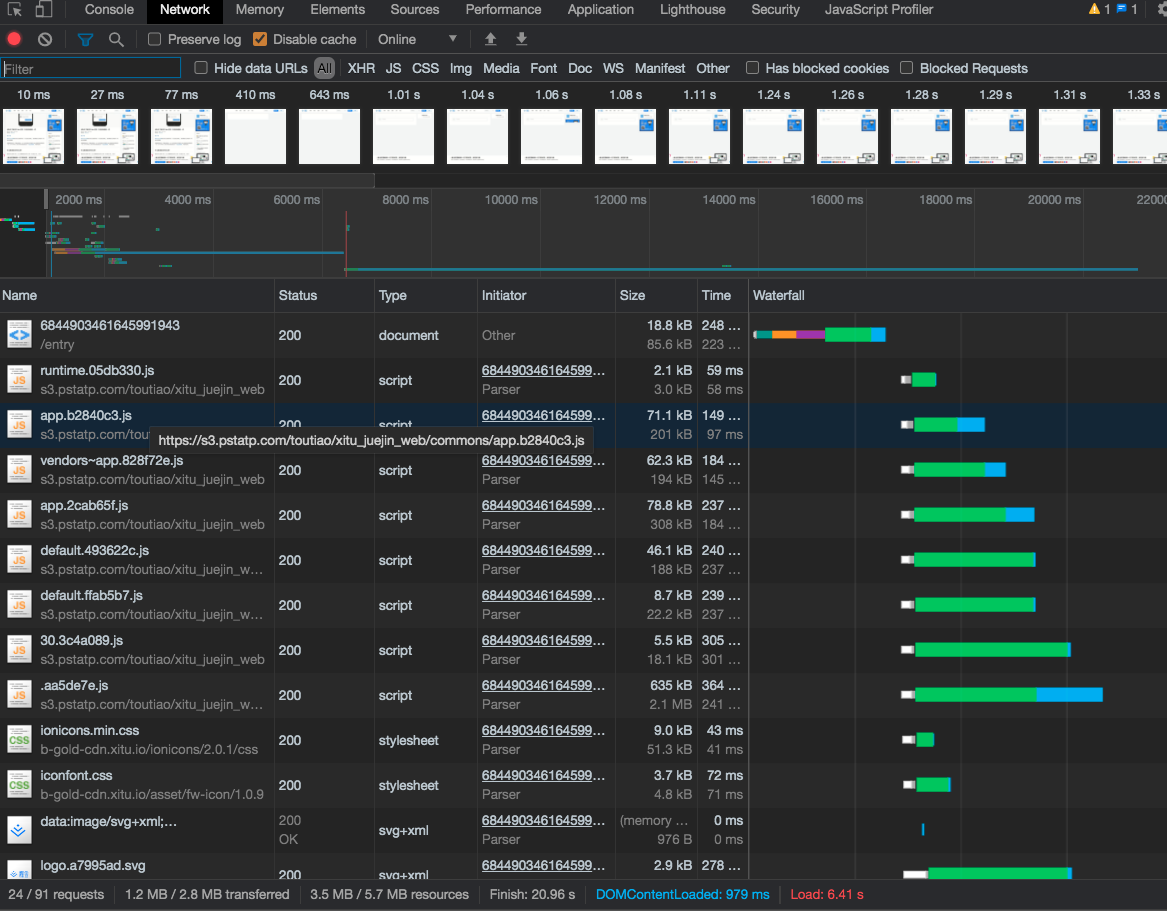 Console Network Memory Elements Sources Performance Application Lighthouse Security JavaScript Profiler 1 1
Preserve log Disable cache Online
Filter Hide data URLs All XHR JS CSS Img Media Font Doc WS Manifest Other Has blocked cookies Blocked Requests
10 ms 27 ms 77 ms 410 ms 643 ms 1.01 s 1.04 s 1.06 s 1.08 s 1.11 s 1.24 s 1.26 s 1.28 s 1.29 s 1.31 s 1.33 s
2000 ms 4000 ms 6000 ms 8000 ms 10000 ms 12000 ms 14000 ms 16000 ms 18000 ms 20000 ms 22000
Name Status Type Initiator Size Time Waterfall
6844903461645991943 200 document Other 18.8 kB 248 ...
/entry 85.6 kB 223 ...
JS runtime.05db330.js 200 script 684490346164599... 2.1 kB 59 ms
s3.pstatp.com/toutiao/xitu_juejin_web Parser 3.0 kB 58 ms
JS app.b2840c3.js 200 script 684490346164599... 71.1 kB 149 ...
s3.pstatp.com/tout 201 kB 97 ms
https://s3.pstatp.com/toutiao/xitu_juejin_web/commons/app.b2840c3.js
JS vendors~app.828f72e.js 200 script 684490346164599... 62.3 kB 184 ...
s3.pstatp.com/toutiao/xitu_juejin_web Parser 194 kB 145 ...
JS app.2cab65f.js 200 script 684490346164599... 78.8 kB 237 ...
s3.pstatp.com/toutiao/xitu_juejin_web Parser 308 kB 184 ...
JS default.493622c.js 200 script 684490346164599... 46.1 kB 240 ...
s3.pstatp.com/toutiao/xitu_juejin_w... Parser 188 kB 237 ...
JS default.ffab5b7.js 200 script 684490346164599... 8.7 kB 239 ...
s3.pstatp.com/toutiao/xitu_juejin_w... Parser 22.2 kB 237 ...
JS 30.3c4a089.js 200 script 684490346164599... 5.5 kB 305 ...
s3.pstatp.com/toutiao/xitu_juejin_web Parser 18.1 kB 301 ...
JS .aa5de7e.js 200 script 684490346164599... 635 kB 364 ...
s3.pstatp.com/toutiao/xitu_juejin_w... Parser 2.1 MB 241 ...
CSS ionicons.min.css 200 stylesheet 684490346164599... 9.0 kB 43 ms
b-gold-cdn.xitu.io/ionicons/2.0.1/css Parser 51.3 kB 41 ms
CSS iconfont.css 200 stylesheet 684490346164599... 3.7 kB 72 ms
b-gold-cdn.xitu.io/asset/fw-icon/1.0.9 Parser 4.8 kB 71 ms
data:image/svg+xml;... 200 svg+xml 684490346164599... (memory ... 0 ms
OK Parser 976 B 0 ms
logo.a7995ad.svg 200 svg+xml 684490346164599... 2.9 kB 278 ...
24 / 91 requests 1.2 MB / 2.8 MB transferred 3.5 MB / 5.7 MB resources Finish: 20.96 s DOMContentLoaded: 979 ms Load: 6.41 s